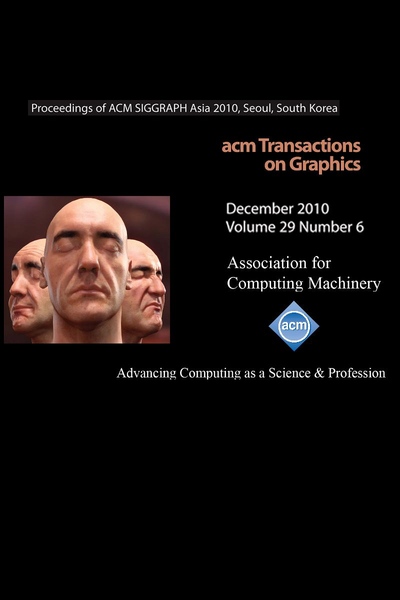 Proceedings of ACM SIGGRAPH Asia 2010, Seoul, South Korea
acm Transactions
on Graphics
December 2010
Volume 29 Number 6
Association for
Computing Machinery
acm
Advancing Computing as a Science & Profession